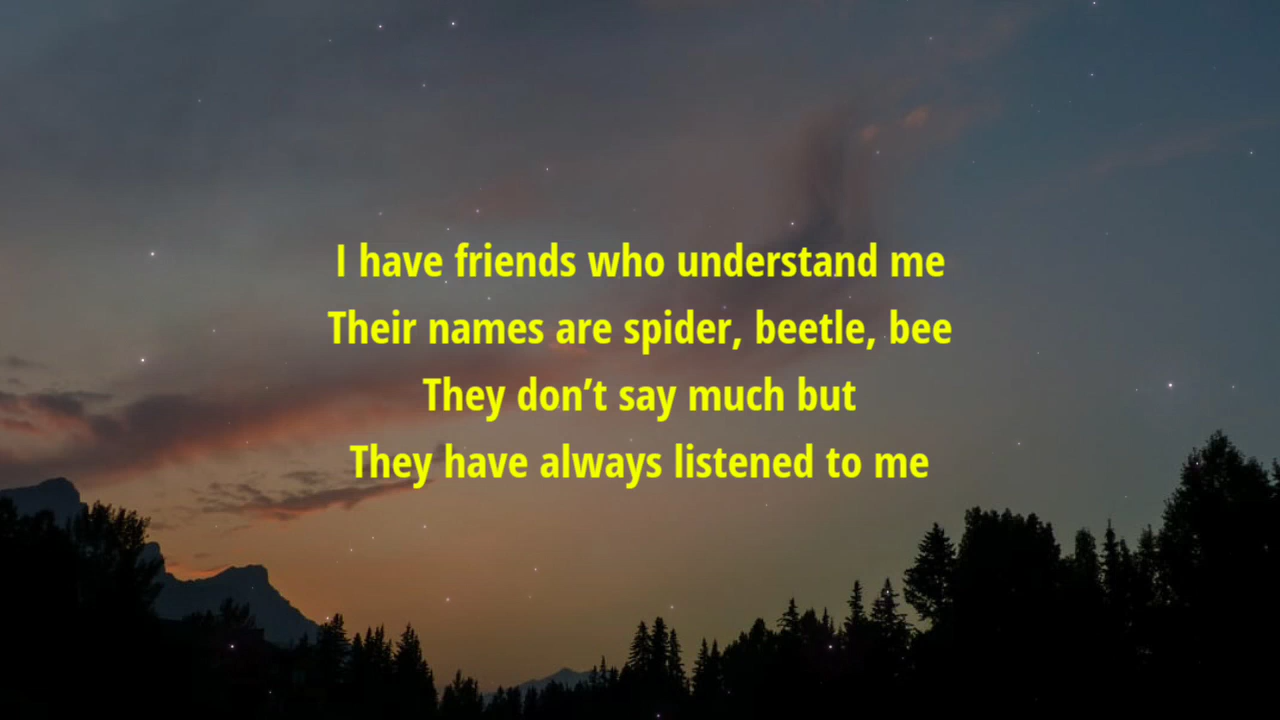 I have friends who understand me
Their names are spider, beetle, bee
They don’t say much but
They have always listened to me